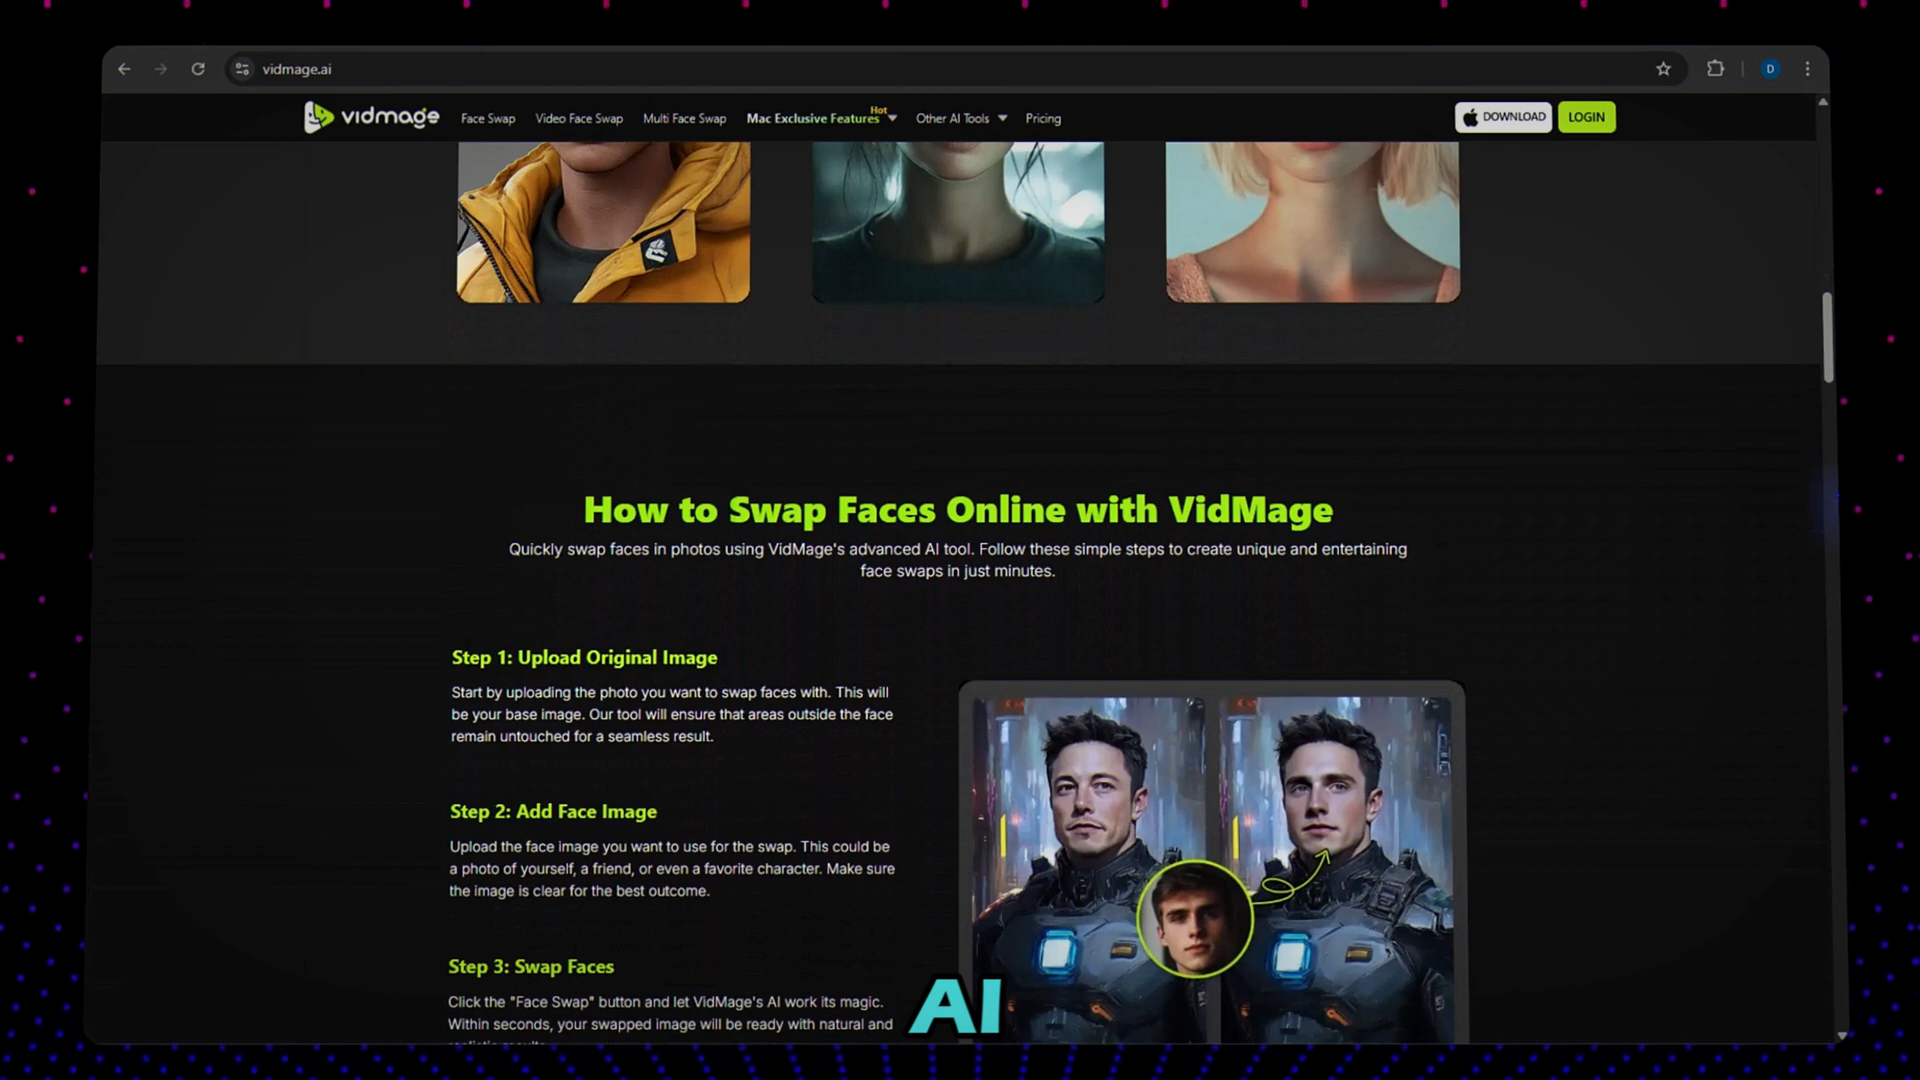 vidmage.ai
D
vidmage
Face Swap
Video Face Swap
Multi Face Swap
Mac Exclusive Features
Hot
Other AI Tools
Pricing
DOWNLOAD
LOGIN
How to Swap Faces Online with VidMage
Quickly swap faces in photos using VidMage's advanced AI tool. Follow these simple steps to create unique and entertaining
face swaps in just minutes.
Step 1: Upload Original Image
Start by uploading the photo you want to swap faces with. This will
be your base image. Our tool will ensure that areas outside the face
remain untouched for a seamless result.
Step 2: Add Face Image
Upload the face image you want to use for the swap. This could be
a photo of yourself, a friend, or even a favorite character. Make sure
the image is clear for the best outcome.
Step 3: Swap Faces
Click the "Face Swap" button and let VidMage's AI work its magic.
Within seconds, your swapped image will be ready with natural and
AI